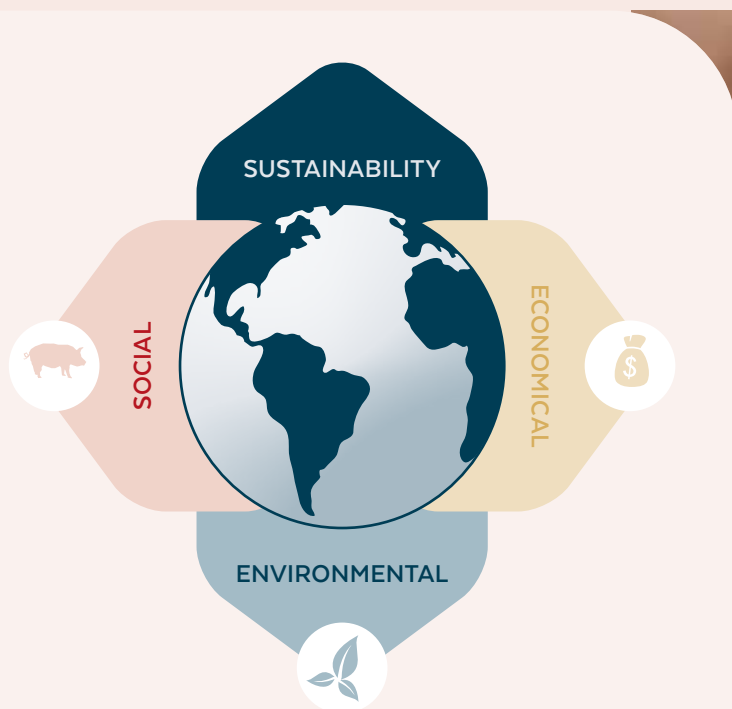 SUSTAINABILITY
SOCIAL
ECONOMICAL
$
ENVIRONMENTAL